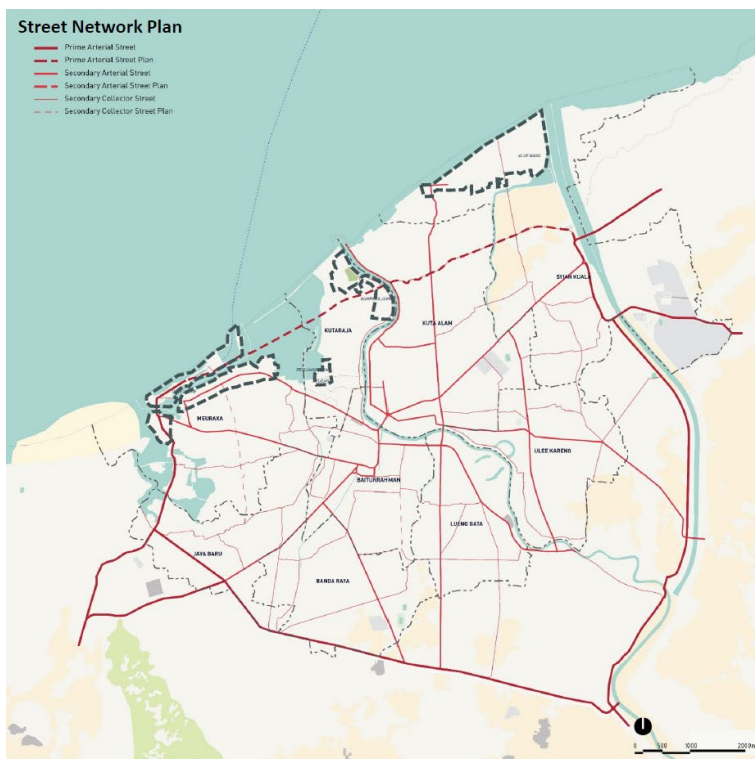 Street Network Plan
Prime Arterial Street
Prime Arterial Street Plan
Secondary Arterial Street
Secondary Arterial Street Plan
Secondary Collector Street
Secondary Collector Street Plan
SYIAH KUALA
KUTA ALAM
KUTARAJA
MEURAXA
ULEE KARENG
BAITURRAHMAN
LUENG BATA
JAYA BARU
BANDA RAYA
0 500 1000 2000m